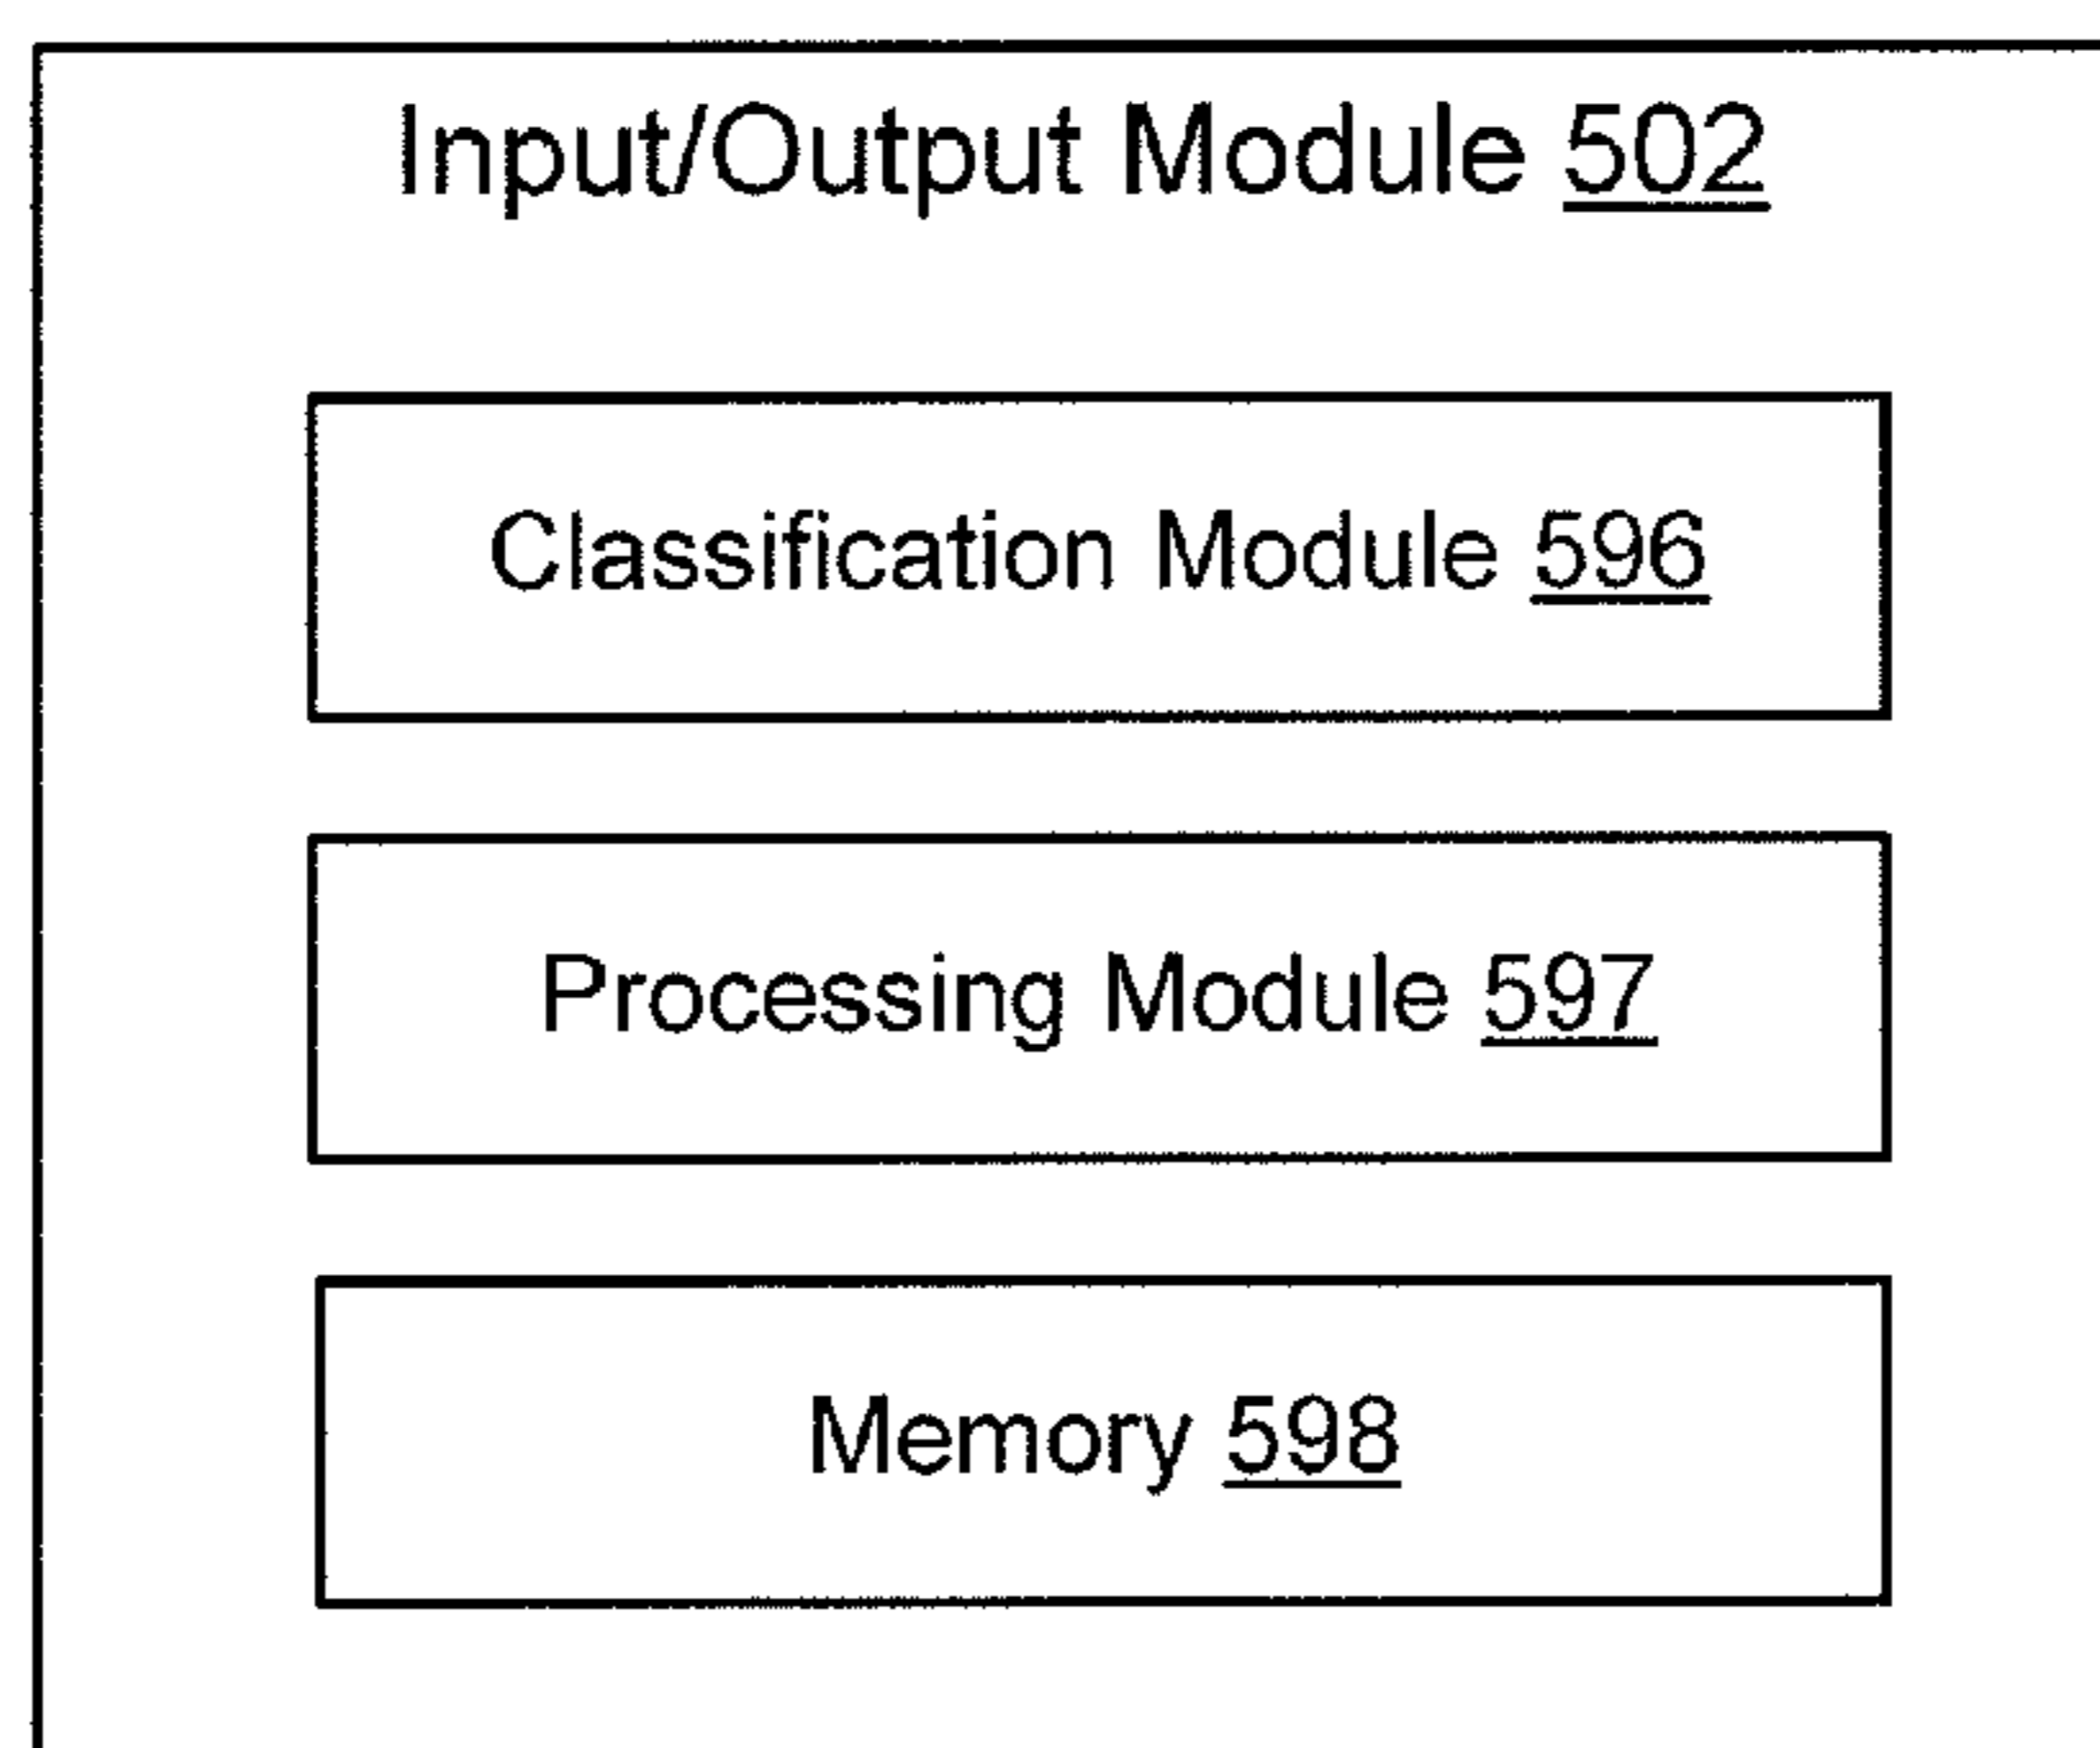 Input/Output Module 502
Classification Module 596
Processing Module 597
Memory 598